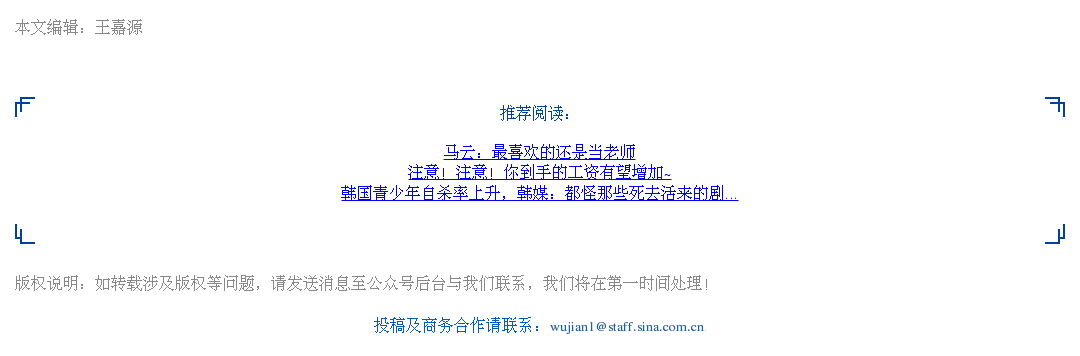 本文编辑：王嘉源
推荐阅读：
马云：最喜欢的还是当老师
注意！注意！你到手的工资有望增加~
韩国青少年自杀率上升，韩媒：都怪那些死去活来的剧...
版权说明：如转载涉及版权等问题，请发送消息至公众号后台与我们联系，我们将在第一时间处理！
投稿及商务合作请联系：wujian1@staff.sina.com.cn